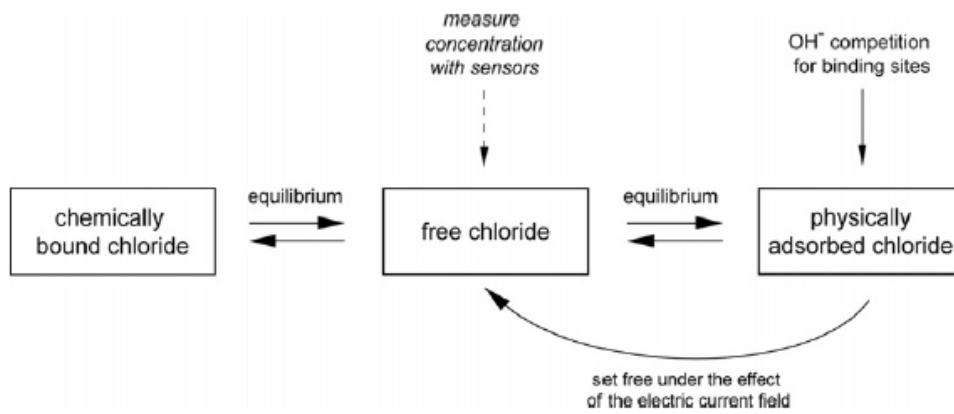 measure
concentration
with sensors
OH⁻ competition
for binding sites
chemically
bound chloride
equilibrium
free chloride
equilibrium
physically
adsorbed chloride
set free under the effect
of the electric current field